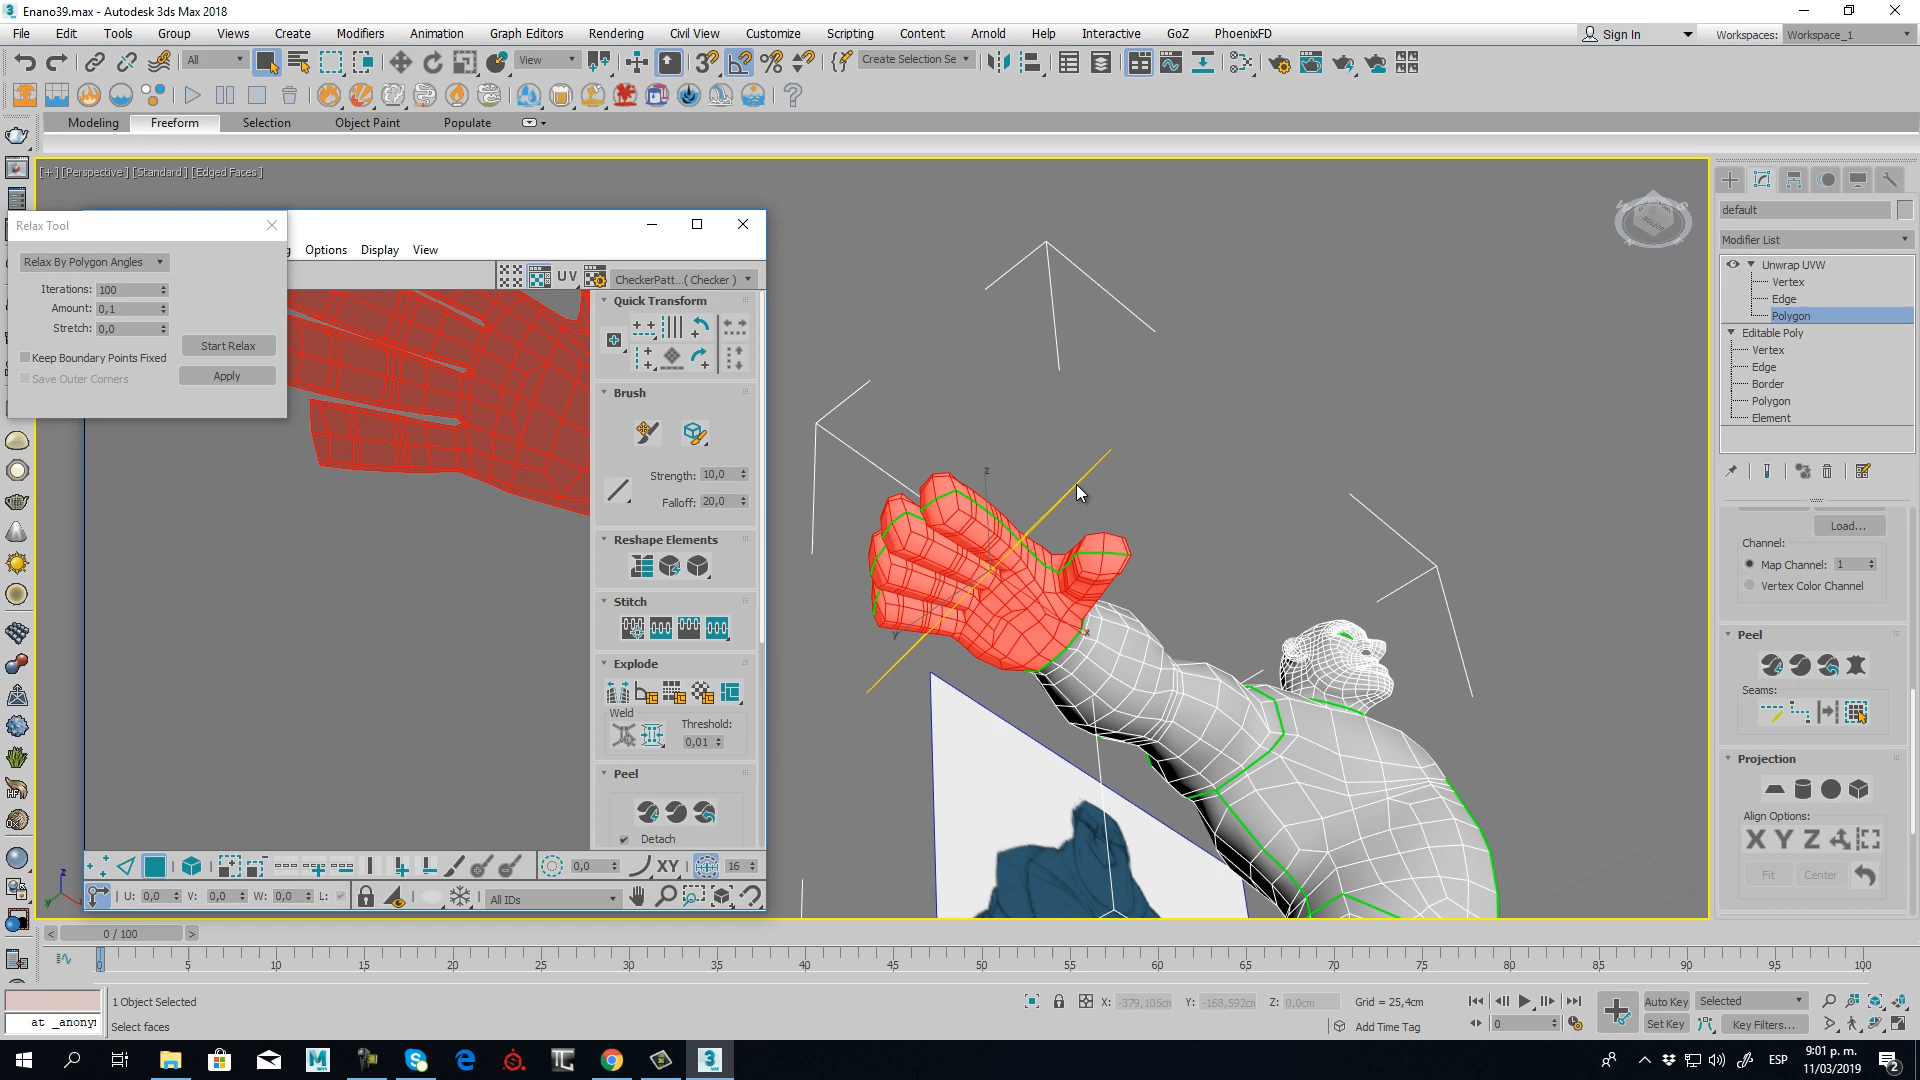 Enano39.max - Autodesk 3ds Max 2018
File Edit Tools Group Views Create Modifiers Animation Graph Editors Rendering Civil View Customize Scripting Content Arnold Help Interactive GoZ PhoenixFD
Sign In
Workspaces: Workspace_1
All
View
Create Selection Se
Modeling Freeform Selection Object Paint Populate
[+] [Perspective] [Standard] [Edged Faces]
Relax Tool
Relax By Polygon Angles
Iterations: 100
Amount: 0,1
Stretch: 0,0
Start Relax
Keep Boundary Points Fixed
Save Outer Corners
Apply
Options Display View
UV
CheckerPatt...( Checker )
Quick Transform
Brush
Strength: 10,0
Falloff: 20,0
Reshape Elements
Stitch
Explode
Weld
Threshold:
0,01
Peel
Detach
0,0
XY
16
U: 0,0 V: 0,0 W: 0,0 L:
All IDs
z
y
x
default
Modifier List
Unwrap UVW
Vertex
Edge
Polygon
Editable Poly
Vertex
Edge
Border
Polygon
Element
Load...
Channel:
Map Channel: 1
Vertex Color Channel
Peel
Seams:
Projection
Align Options:
X Y Z
Fit Center
0 / 100
0 5 10 15 20 25 30 35 40 45 50 55 60 65 70 75 80 85 90 95 100
1 Object Selected
X: -379,105cm Y: -168,592cm Z: 0,0cm Grid = 25,4cm
Auto Key Selected
at _anonyı
Select faces
Add Time Tag
0
Set Key Key Filters...
ESP
9:01 p. m.
11/03/2019
2